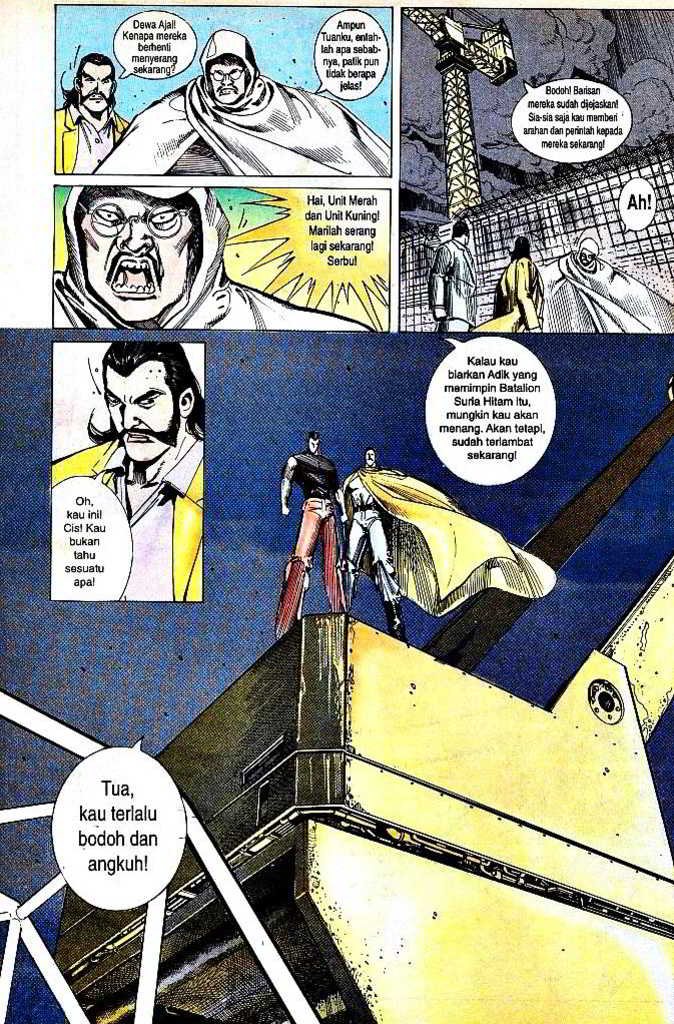 Dewa Ajal!
Kenapa mereka
berhenti
menyerang
sekarang?
Ampun
Tuanku, entah-
lah apa sebab-
nya, patik pun
tidak berapa
jelas!
Bodoh! Barisan
mereka sudah dijejaskan!
Sia-sia saja kau memberi
arahan dan perintah kepada
mereka sekarang!
Ah!
Hai, Unit Merah
dan Unit Kuning!
Marilah serang
lagi sekarang!
Serbu!
Kalau kau
biarkan Adik yang
memimpin Batalion
Suria Hitam itu,
mungkin kau akan
menang. Akan tetapi,
sudah terlambat
sekarang!
Oh,
kau ini!
Cis! Kau
bukan
tahu
sesuatu
apa!
Tua,
kau terlalu
bodoh dan
angkuh!